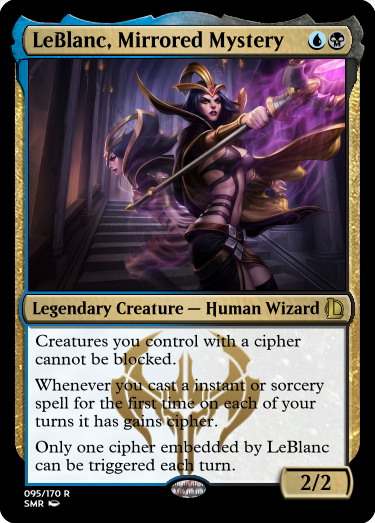 LeBlanc, Mirrored Mystery
Legendary Creature — Human Wizard
Creatures you control with a cipher
cannot be blocked.
Whenever you cast a instant or sorcery
spell for the first time on each of your
turns it has gains cipher.
Only one cipher embedded by LeBlanc
can be triggered each turn.
2/2
095/170 R
SMR